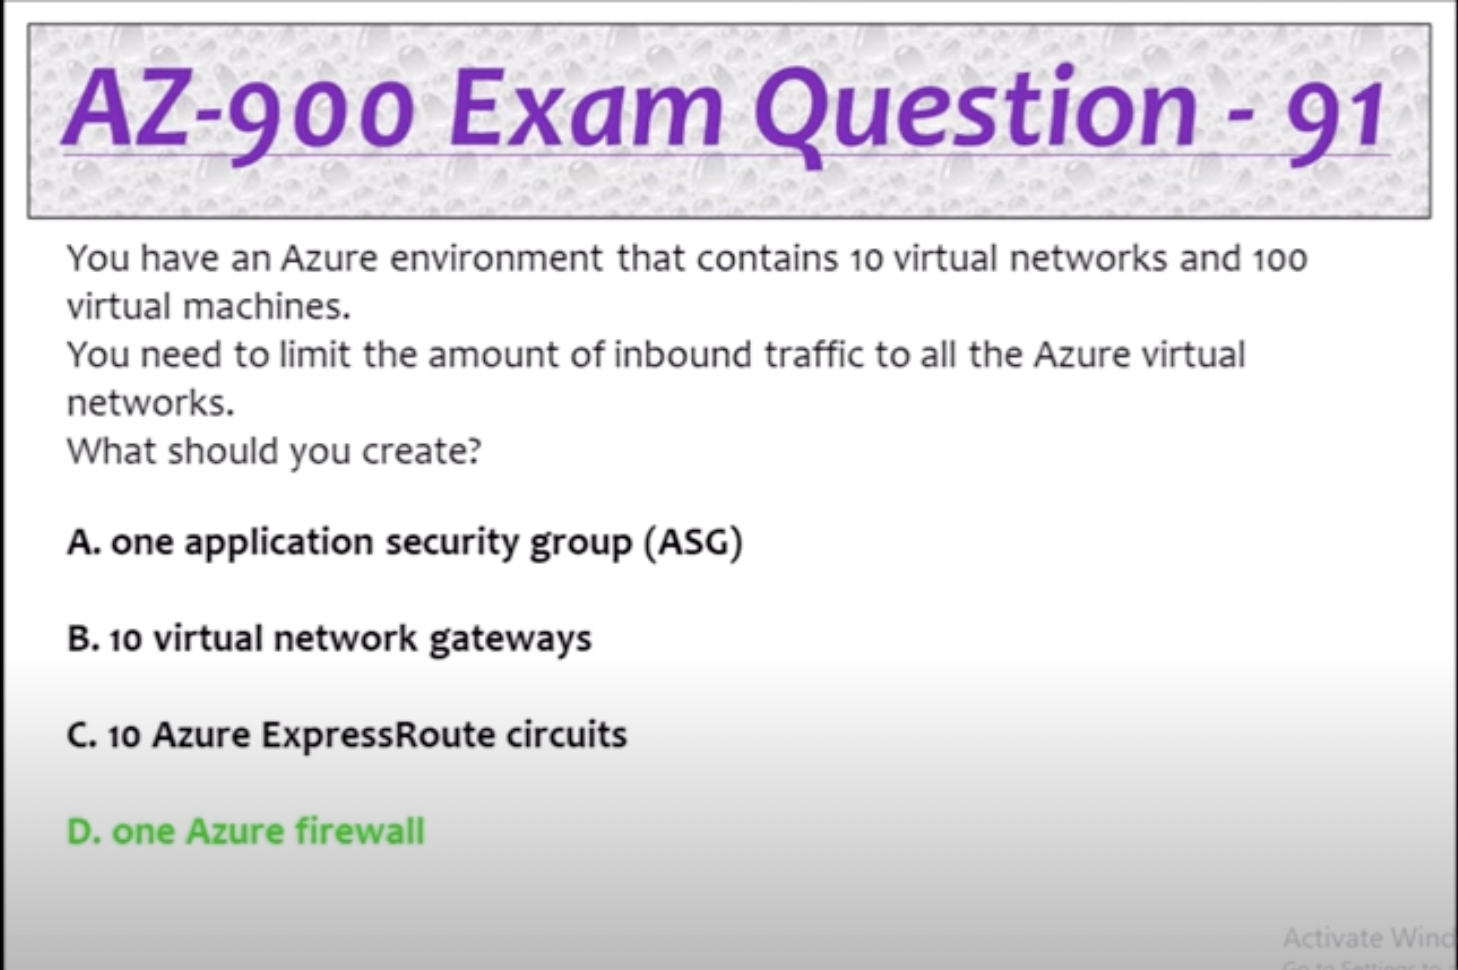 AZ-900 Exam Question - 91
You have an Azure environment that contains 10 virtual networks and 100
virtual machines.
You need to limit the amount of inbound traffic to all the Azure virtual
networks.
What should you create?
A. one application security group (ASG)
B. 10 virtual network gateways
C. 10 Azure ExpressRoute circuits
D. one Azure firewall
Activate Wind